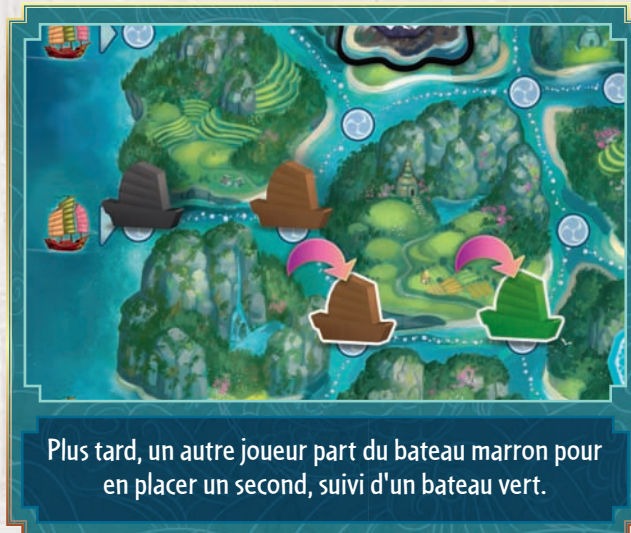 Plus tard, un autre joueur part du bateau marron pour
en placer un second, suivi d'un bateau vert.